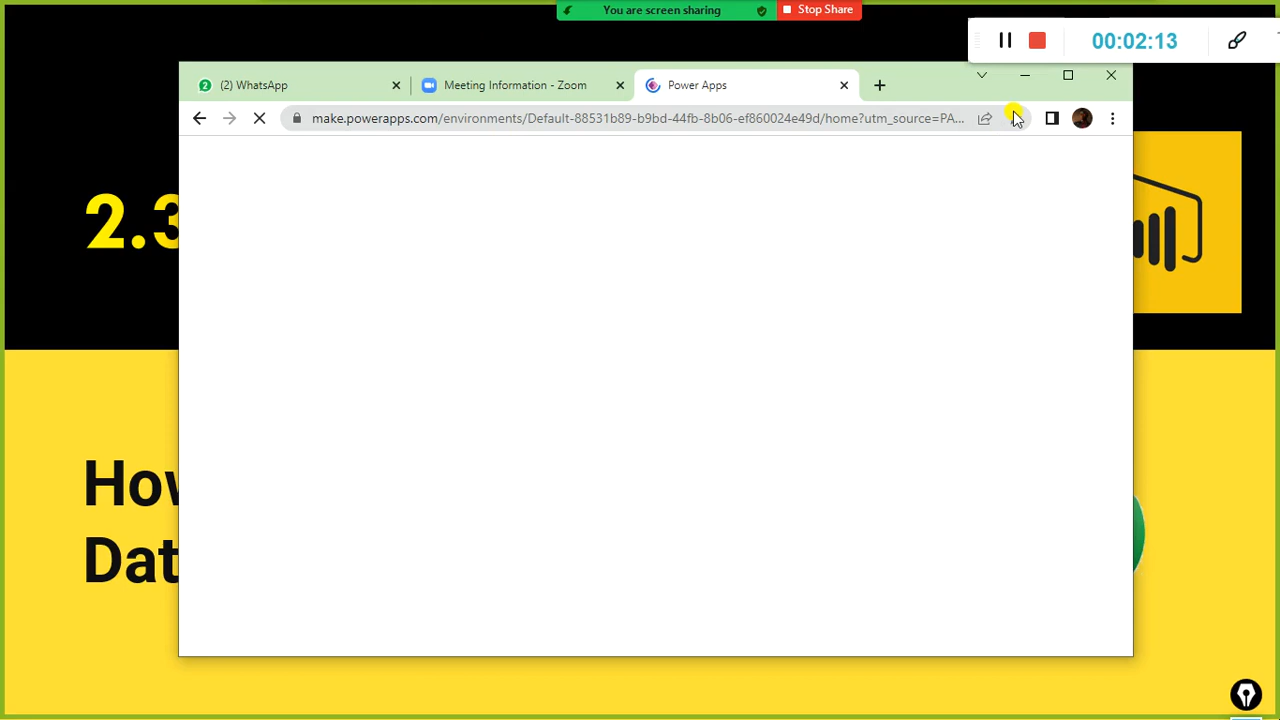 You are screen sharing
Stop Share
00:02:13
(2) WhatsApp
Meeting Information - Zoom
Power Apps
make.powerapps.com/environments/Default-b5531b89-b9bd-44fb-8b06-ef860024e49d/home?utm_source=PA...
2.3
How
Dat